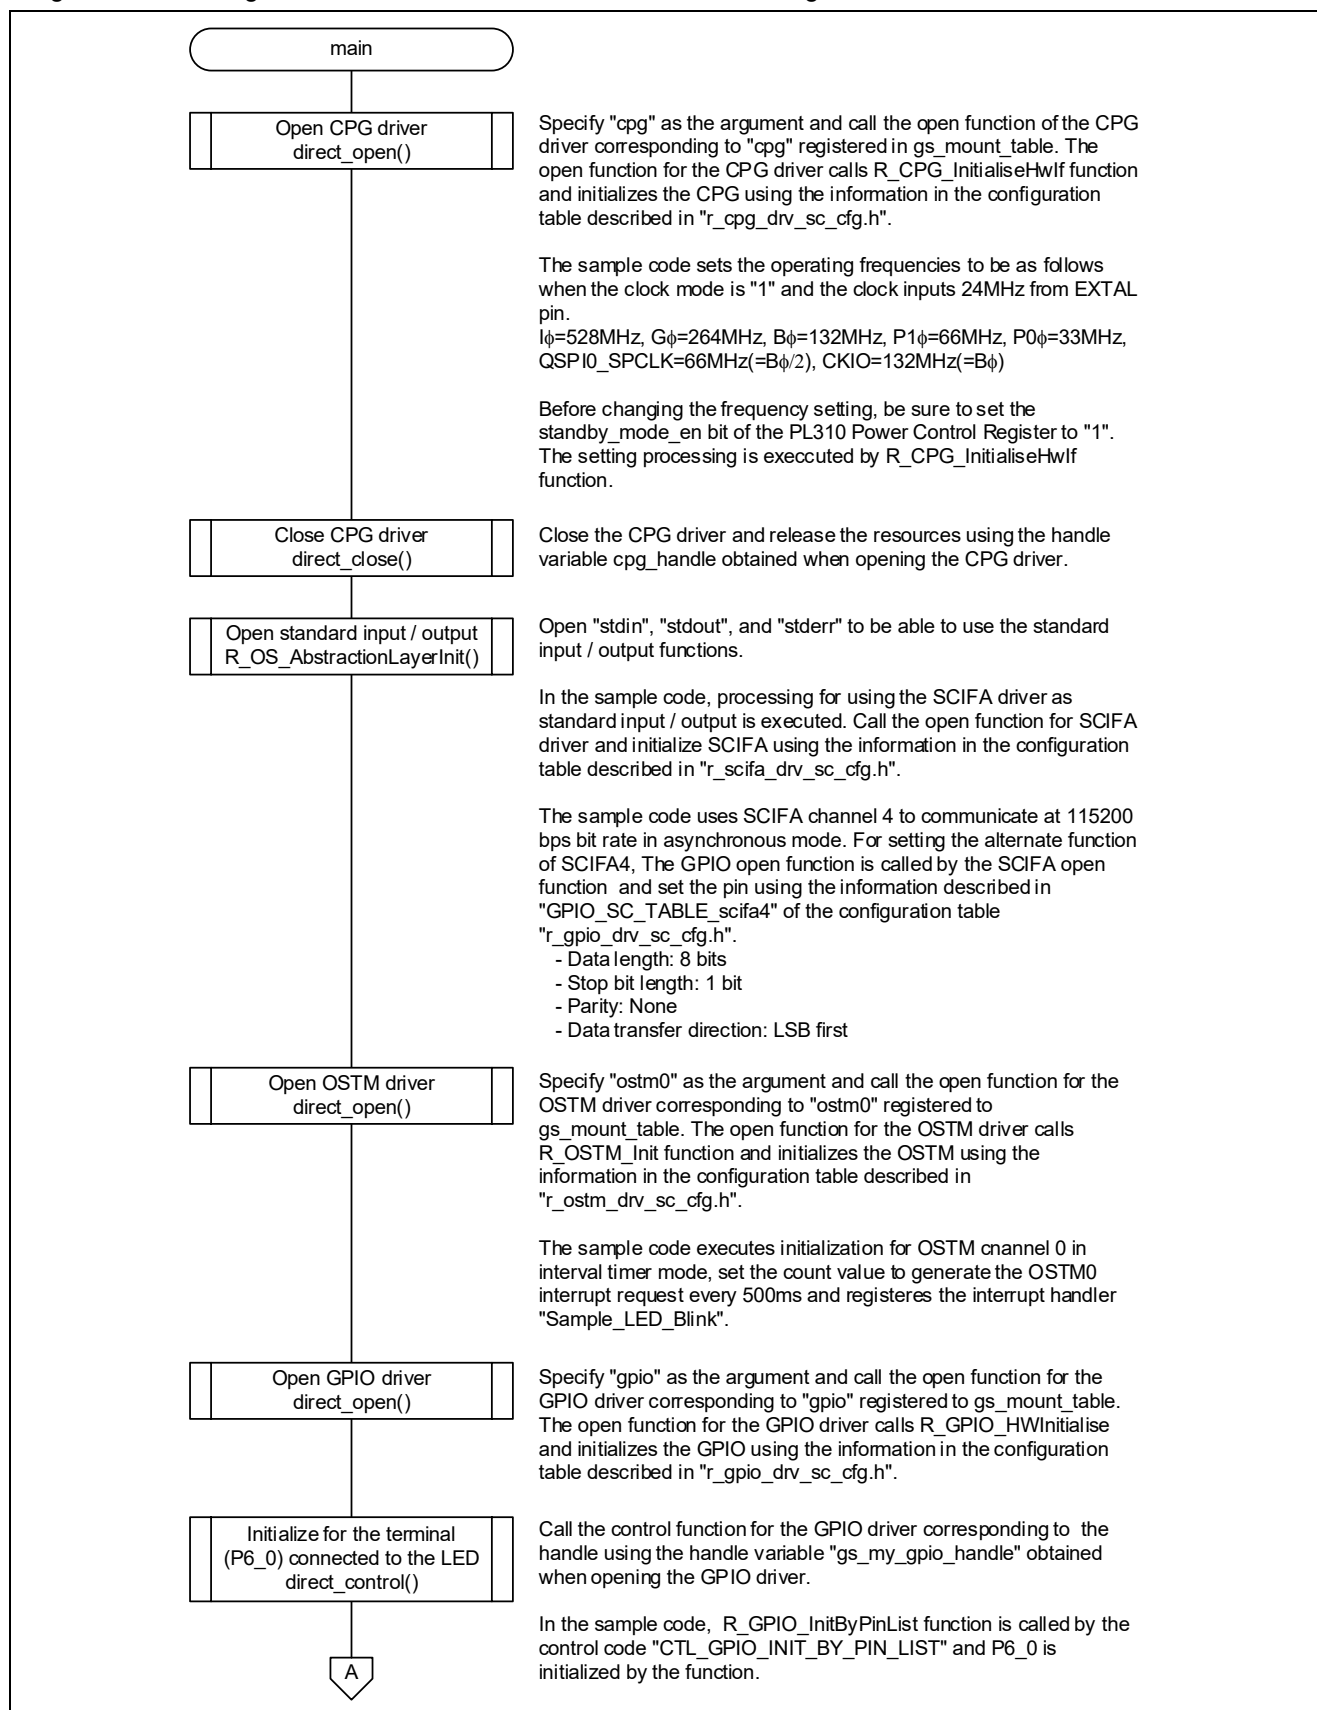 main
Open CPG driver
direct_open()
Specify "cpg" as the argument and call the open function of the CPG
driver corresponding to "cpg" registered in gs_mount_table. The
open function for the CPG driver calls R_CPG_InitialiseHwIf function
and initializes the CPG using the information in the configuration
table described in "r_cpg_drv_sc_cfg.h".
The sample code sets the operating frequencies to be as follows
when the clock mode is "1" and the clock inputs 24MHz from EXTAL
pin.
Iϕ=528MHz, Gϕ=264MHz, Bϕ=132MHz, P1ϕ=66MHz, P0ϕ=33MHz,
QSPI0_SPCLK=66MHz(=Bϕ/2), CKIO=132MHz(=Bϕ)
Before changing the frequency setting, be sure to set the
standby_mode_en bit of the PL310 Power Control Register to "1".
The setting processing is execcuted by R_CPG_InitialiseHwIf
function.
Close CPG driver
direct_close()
Close the CPG driver and release the resources using the handle
variable cpg_handle obtained when opening the CPG driver.
Open standard input / output
R_OS_AbstractionLayerInit()
Open "stdin", "stdout", and "stderr" to be able to use the standard
input / output functions.
In the sample code, processing for using the SCIFA driver as
standard input / output is executed. Call the open function for SCIFA
driver and initialize SCIFA using the information in the configuration
table described in "r_scifa_drv_sc_cfg.h".
The sample code uses SCIFA channel 4 to communicate at 115200
bps bit rate in asynchronous mode. For setting the alternate function
of SCIFA4, The GPIO open function is called by the SCIFA open
function  and set the pin using the information described in
"GPIO_SC_TABLE_scifa4" of the configuration table
"r_gpio_drv_sc_cfg.h".
- Data length: 8 bits
- Stop bit length: 1 bit
- Parity: None
- Data transfer direction: LSB first
Open OSTM driver
direct_open()
Specify "ostm0" as the argument and call the open function for the
OSTM driver corresponding to "ostm0" registered to
gs_mount_table. The open function for the OSTM driver calls
R_OSTM_Init function and initializes the OSTM using the
information in the configuration table described in
"r_ostm_drv_sc_cfg.h".
The sample code executes initialization for OSTM cnannel 0 in
interval timer mode, set the count value to generate the OSTM0
interrupt request every 500ms and registeres the interrupt handler
"Sample_LED_Blink".
Open GPIO driver
direct_open()
Specify "gpio" as the argument and call the open function for the
GPIO driver corresponding to "gpio" registered to gs_mount_table.
The open function for the GPIO driver calls R_GPIO_HWInitialise
and initializes the GPIO using the information in the configuration
table described in "r_gpio_drv_sc_cfg.h".
Initialize for the terminal
(P6_0) connected to the LED
direct_control()
Call the control function for the GPIO driver corresponding to  the
handle using the handle variable "gs_my_gpio_handle" obtained
when opening the GPIO driver.
In the sample code,  R_GPIO_InitByPinList function is called by the
control code "CTL_GPIO_INIT_BY_PIN_LIST" and P6_0 is
initialized by the function.
A